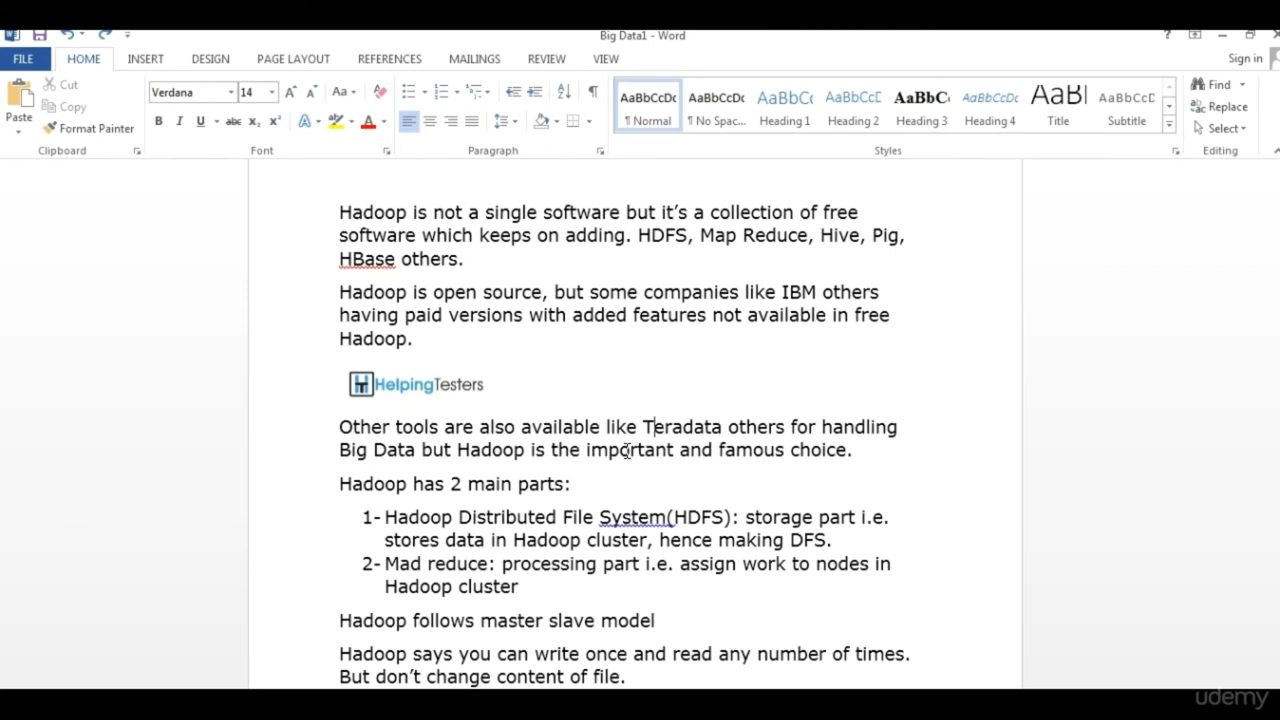 Big Data1 - Word
?
FILE
HOME
INSERT
DESIGN
PAGE LAYOUT
REFERENCES
MAILINGS
REVIEW
VIEW
Sign in
Paste
Cut
Copy
Format Painter
Clipboard
Verdana
14
Aa
B I U abc X₂ X²
A
Font
Paragraph
AaBbCcDc AaBbCcDc AaBbC( AaBbCcD AaBbC AaBbCcDc AaB AaBbCcD
¶ Normal ¶ No Spac... Heading 1 Heading 2 Heading 3 Heading 4 Title Subtitle
Styles
Find
Replace
Select
Editing
Hadoop is not a single software but it’s a collection of free
software which keeps on adding. HDFS, Map Reduce, Hive, Pig,
HBase others.
Hadoop is open source, but some companies like IBM others
having paid versions with added features not available in free
Hadoop.
HelpingTesters
Other tools are also available like Teradata others for handling
Big Data but Hadoop is the important and famous choice.
Hadoop has 2 main parts:
1- Hadoop Distributed File System(HDFS): storage part i.e.
stores data in Hadoop cluster, hence making DFS.
2- Mad reduce: processing part i.e. assign work to nodes in
Hadoop cluster
Hadoop follows master slave model
Hadoop says you can write once and read any number of times.
But don’t change content of file.
udemy